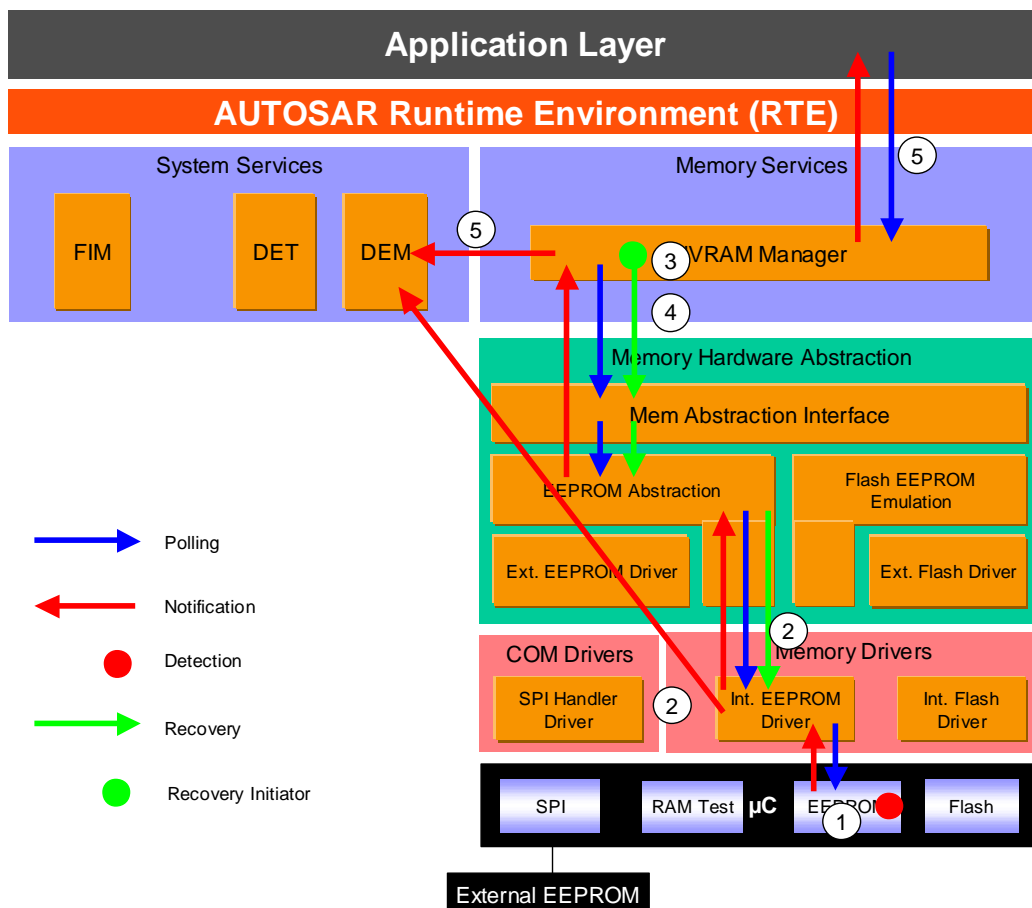 Application Layer
AUTOSAR Runtime Environment (RTE)
System Services
Memory Services
5
FIM
DET
DEM
5
3
VRAM Manager
4
Memory Hardware Abstraction
Mem Abstraction Interface
EEPROM Abstraction
Flash EEPROM
Emulation
Ext. EEPROM Driver
Ext. Flash Driver
Polling
Notification
Detection
Recovery
Recovery Initiator
2
COM Drivers
Memory Drivers
SPI Handler
Driver
2
Int. EEPROM
Driver
Int. Flash
Driver
SPI
RAM Test
µC
EEPROM
1
Flash
External EEPROM